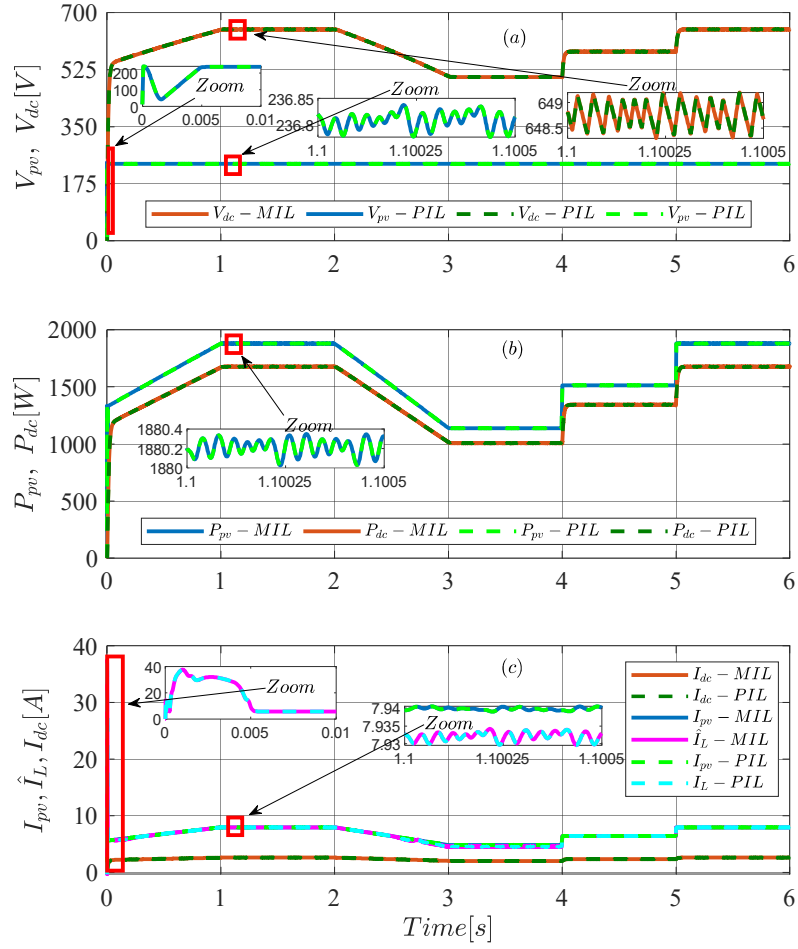 700
525
350
175
0
V_{pv}, V_{dc}[V]
(a)
Zoom
200
100
0
0 0.005 0.01
Zoom
236.85
236.8
1.1 1.10025 1.1005
649
648.5
1.1 1.10025 1.1005
V_{dc} − MIL V_{pv} − PIL V_{dc} − PIL V_{pv} − PIL
0 1 2 3 4 5 6
2000
1500
1000
500
0
P_{pv}, P_{dc}[W]
(b)
Zoom
1880.4
1880.2
1880
1.1 1.10025 1.1005
P_{pv} − MIL P_{dc} − MIL P_{pv} − PIL P_{dc} − PIL
0 1 2 3 4 5 6
40
30
20
10
0
I_{pv}, Î_L, I_{dc}[A]
(c)
40
20
0
0 0.005 0.01
Zoom
Zoom
7.94
7.935
7.93
1.1 1.10025 1.1005
I_{dc} − MIL
I_{dc} − PIL
I_{pv} − MIL
Î_L − MIL
I_{pv} − PIL
I_L − PIL
0 1 2 3 4 5 6
Time[s]